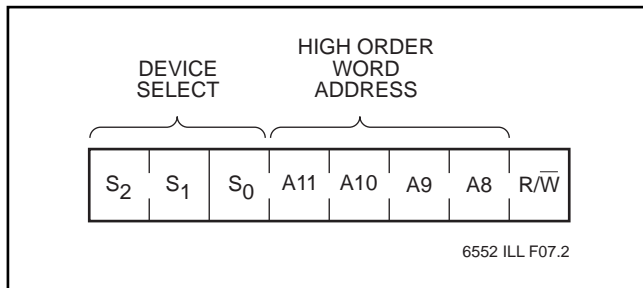 HIGH ORDER
WORD
ADDRESS
DEVICE
SELECT
S2 S1 S0 A11 A10 A9 A8 R/W̅
6552 ILL F07.2